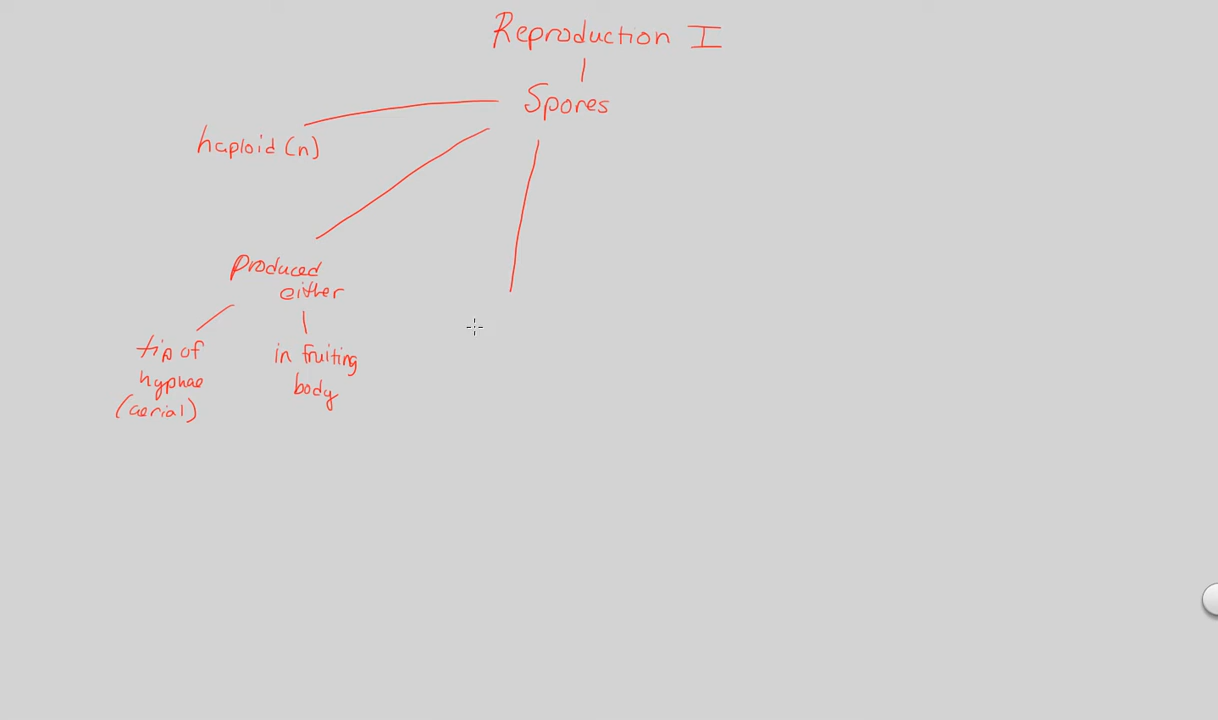 Reproduction I
Spores
haploid (n)
produced
either
tip of
hyphae
(aerial)
in fruiting
body